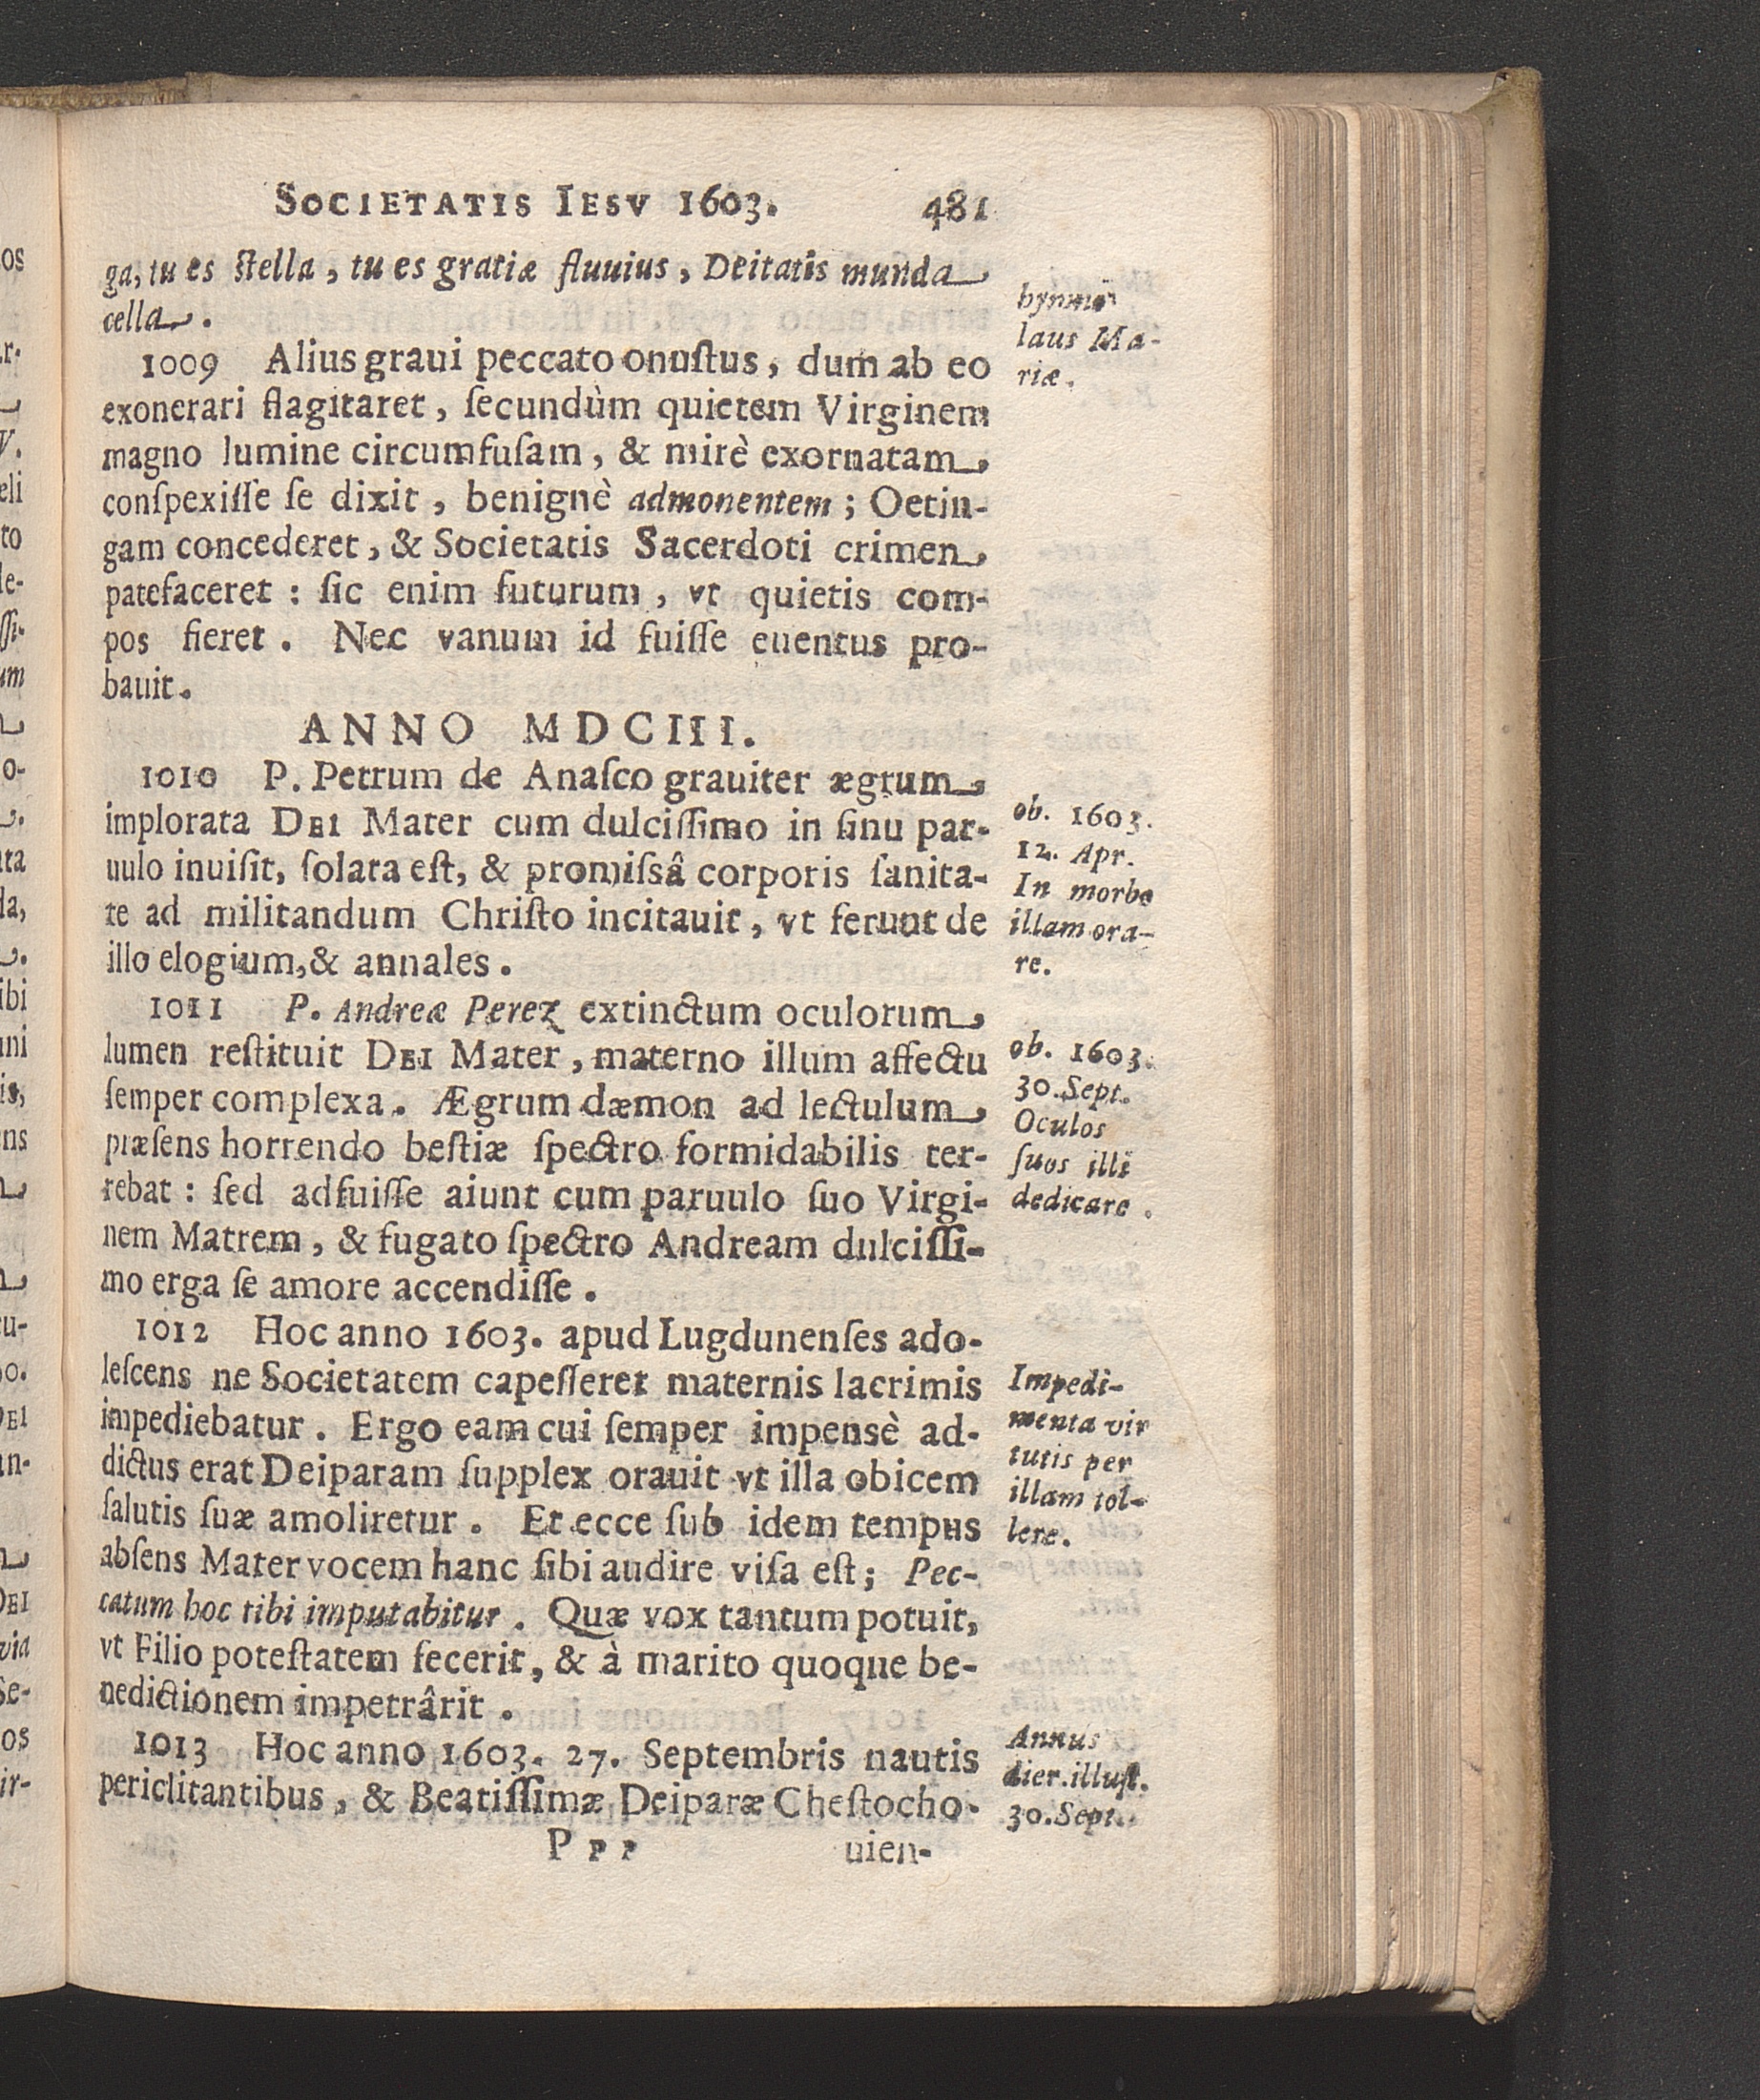 SOCIETATIS IESV 1603. 481
ga, tu es ſtella, tu es gratiæ fluuius, Deitatis munda
cella.
hymnō
laus Ma-
riæ.
1009 Alius graui peccato onuſtus, dum ab eo
exonerari flagitaret, ſecundùm quietem Virginem
magno lumine circumfuſam, & mirè exornatam,
conſpexiſſe ſe dixit, benignè admonentem; Oetin-
gam concederet, & Societatis Sacerdoti crimen,
patefaceret: ſic enim futurum, vt quietis com-
pos fieret. Nec vanum id fuiſſe euentus pro-
bauit.
ANNO MDCIII.
1010 P. Petrum de Anaſco grauiter ægrum,
implorata DEI Mater cum dulciſſimo in ſinu par-
uulo inuiſit, ſolata eſt, & promiſsâ corporis ſanita-
te ad militandum Chriſto incitauit, vt ferunt de
illo elogium, & annales.
ob. 1603.
12. Apr.
In morbo
illam ora-
re.
1011 P. Andreæ Perez extinctum oculorum,
lumen reſtituit DEI Mater, materno illum affectu
ſemper complexa. Ægrum dæmon ad lectulum,
præſens horrendo beſtiæ ſpectro formidabilis ter-
rebat: ſed adfuiſſe aiunt cum paruulo ſuo Virgi-
nem Matrem, & fugato ſpectro Andream dulciſſi-
mo erga ſe amore accendiſſe.
ob. 1603.
30. Sept.
Oculos
ſuos illi
dedicare.
1012 Hoc anno 1603. apud Lugdunenſes ado-
leſcens ne Societatem capeſſeret maternis lacrimis
impediebatur. Ergo eam cui ſemper impensè ad-
dictus erat Deiparam ſupplex orauit vt illa obicem
ſalutis ſuæ amoliretur. Et ecce ſub idem tempus
abſens Mater vocem hanc ſibi audire viſa eſt; Pec-
catum hoc tibi imputabitur. Quæ vox tantum potuit,
vt Filio poteſtatem fecerit, & à marito quoque be-
nedictionem impetrârit.
Impedi-
menta vir
tutis per
illam tol-
lere.
1013 Hoc anno 1603. 27. Septembris nautis
periclitantibus, & Beatiſſimæ Deiparæ Cheſtocho-
Annus
dier. illuſt.
30. Sept.
Ppp uien-